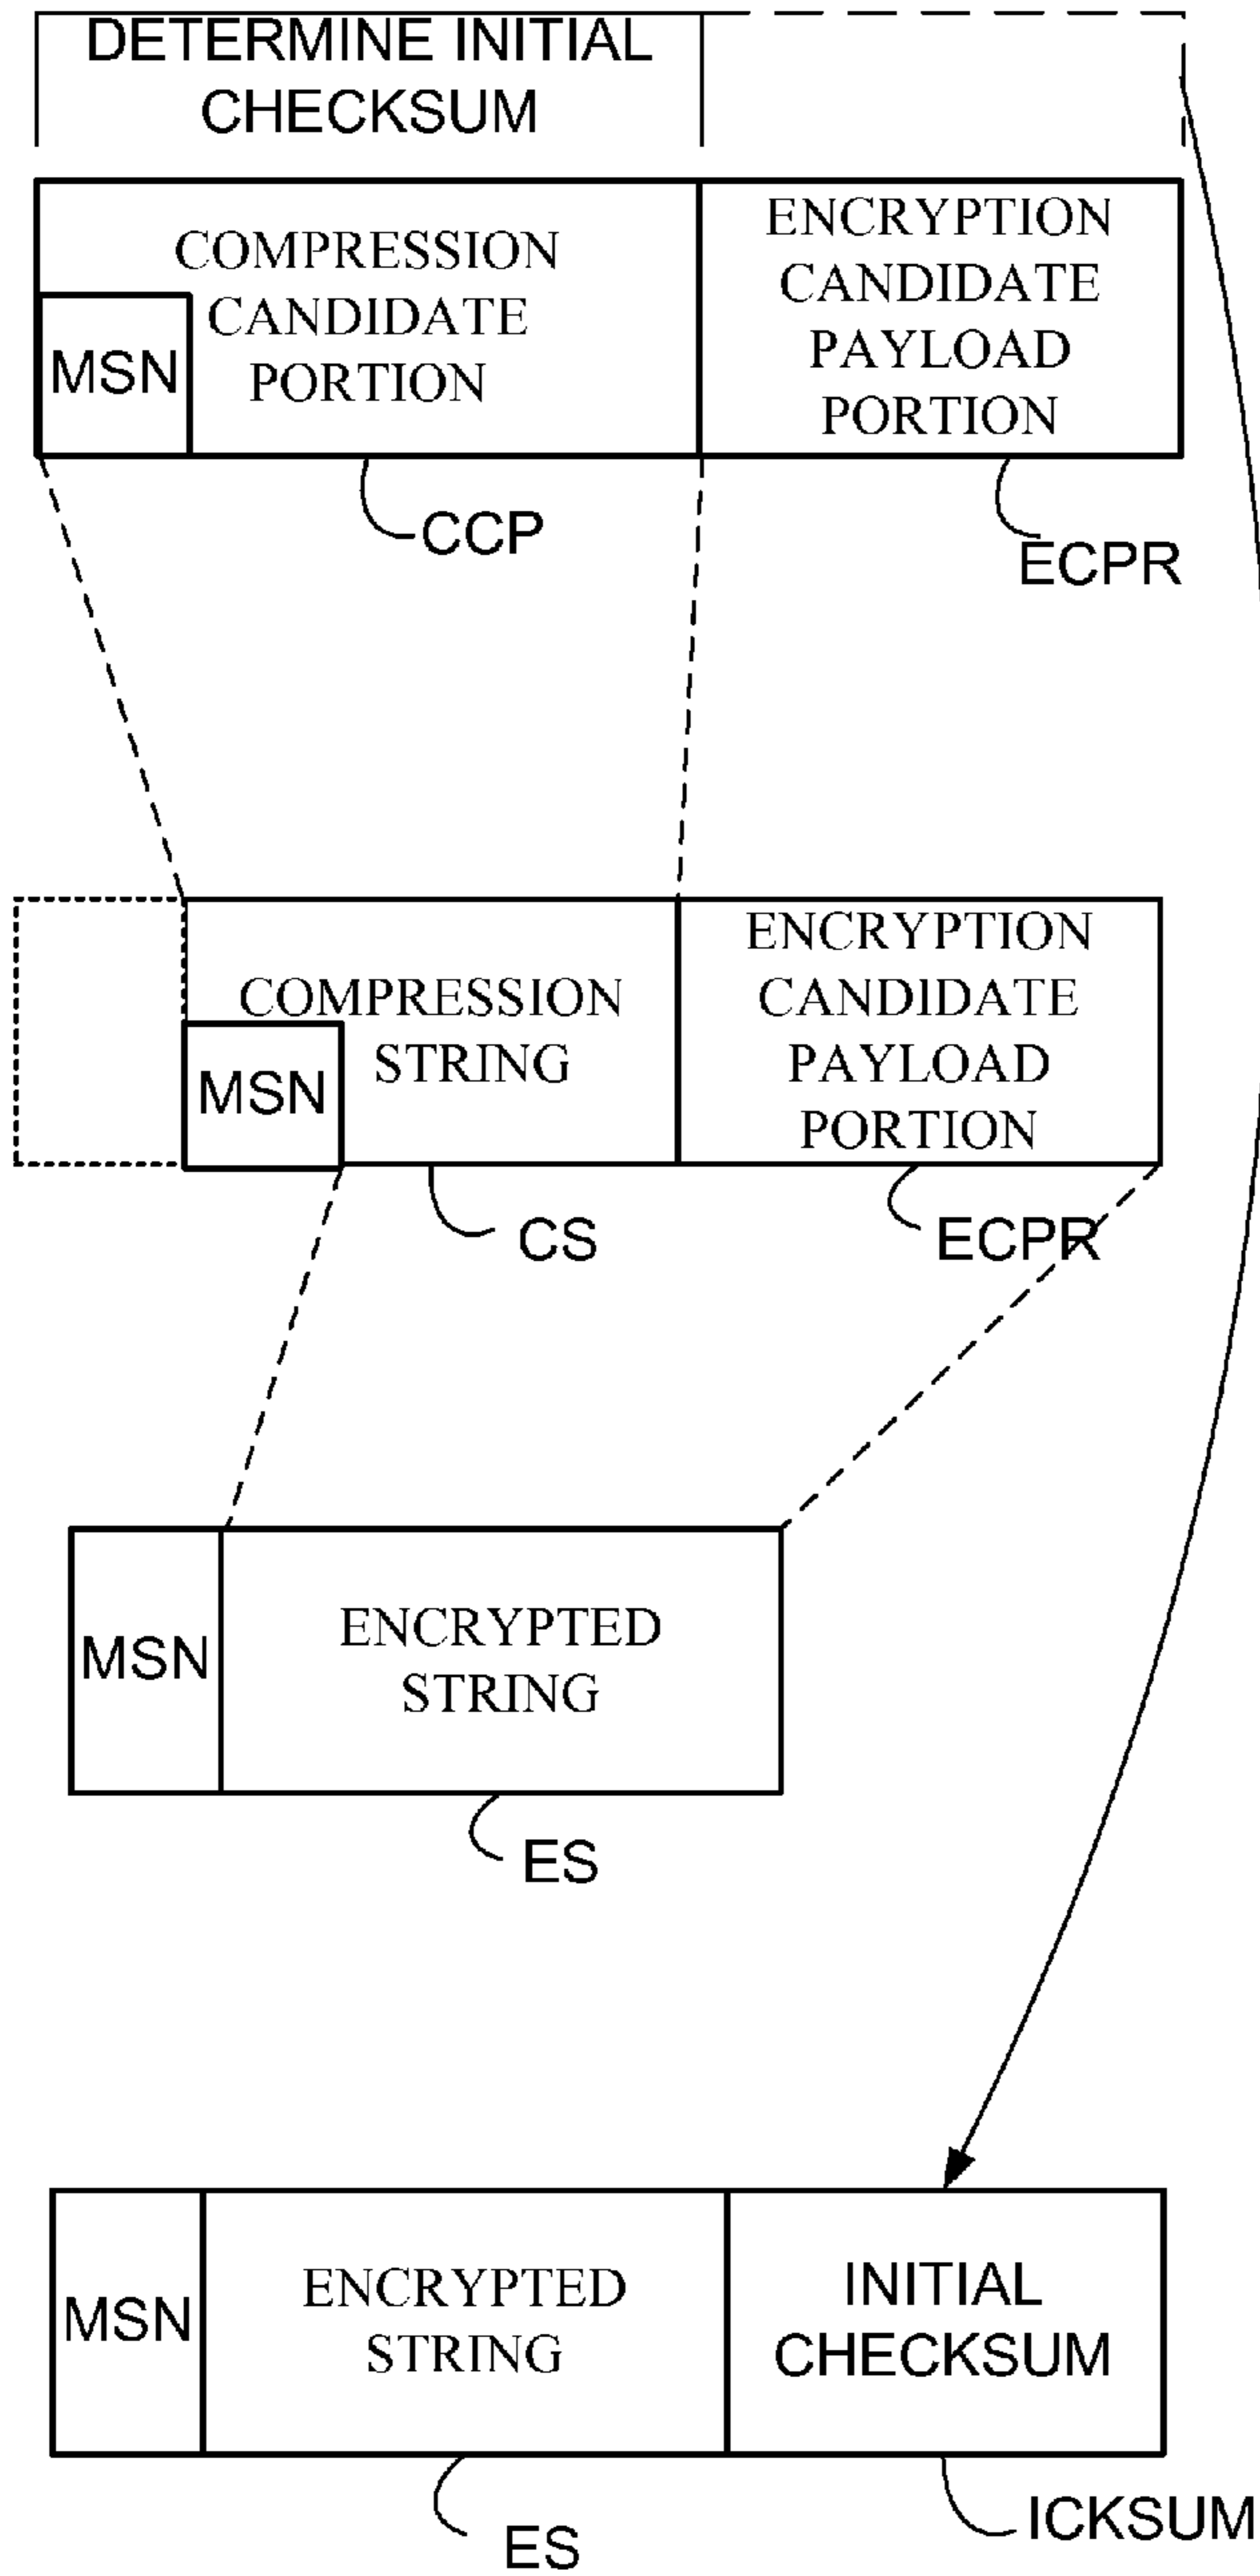 DETERMINE INITIAL
CHECKSUM
COMPRESSION
CANDIDATE
PORTION
MSN
ENCRYPTION
CANDIDATE
PAYLOAD
PORTION
CCP
ECPR
COMPRESSION
STRING
MSN
ENCRYPTION
CANDIDATE
PAYLOAD
PORTION
CS
ECPR
MSN
ENCRYPTED
STRING
ES
MSN
ENCRYPTED
STRING
INITIAL
CHECKSUM
ES
ICKSUM